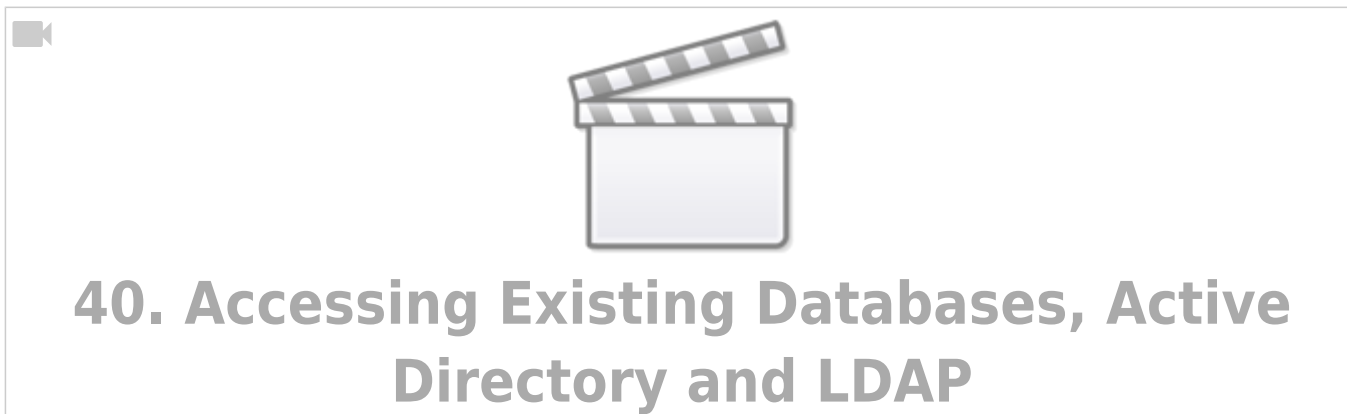 40. Accessing Existing Databases, Active
Directory and LDAP